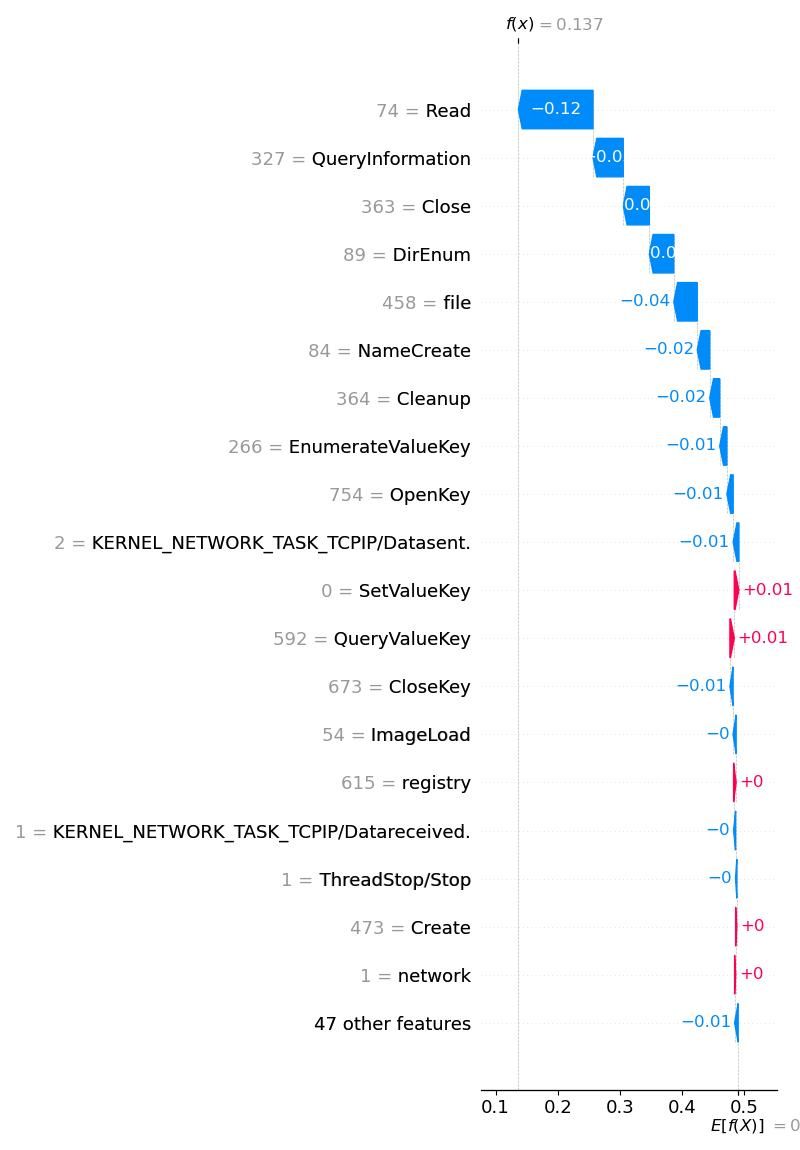 f(x) = 0.137
74 = Read −0.12
327 = QueryInformation −0.0
363 = Close 0.0
89 = DirEnum 0.0
458 = file −0.04
84 = NameCreate −0.02
364 = Cleanup −0.02
266 = EnumerateValueKey −0.01
754 = OpenKey −0.01
2 = KERNEL_NETWORK_TASK_TCPIP/Datasent. −0.01
0 = SetValueKey +0.01
592 = QueryValueKey +0.01
673 = CloseKey −0.01
54 = ImageLoad −0
615 = registry +0
1 = KERNEL_NETWORK_TASK_TCPIP/Datareceived. −0
1 = ThreadStop/Stop −0
473 = Create +0
1 = network +0
47 other features −0.01
0.1 0.2 0.3 0.4 0.5
E[f(X)] = 0